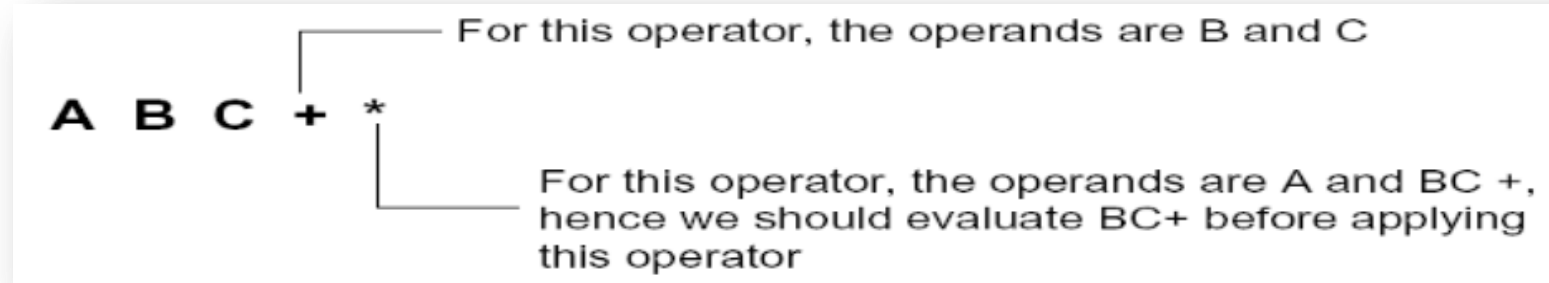 For this operator, the operands are B and C
A B C + *
For this operator, the operands are A and BC +,
hence we should evaluate BC+ before applying
this operator